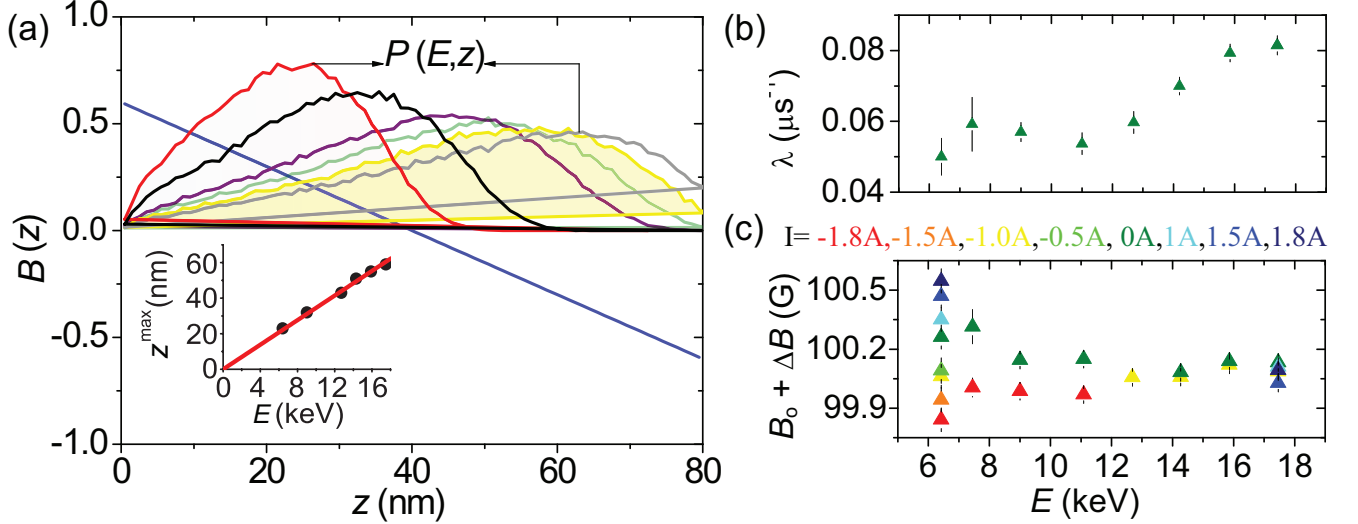 (a)
1.0
0.5
0.0
-0.5
-1.0
B (z)
P (E,z)
0 20 40 60 80
z (nm)
60
40
20
0
z^max (nm)
0 4 8 12 16
E (keV)
(b)
0.08
0.06
0.04
λ (μs⁻¹)
(c)
I= -1.8A,-1.5A,-1.0A,-0.5A, 0A,1A,1.5A,1.8A
100.5
100.2
99.9
Bₒ + ΔB (G)
6 8 10 12 14 16 18
E (keV)